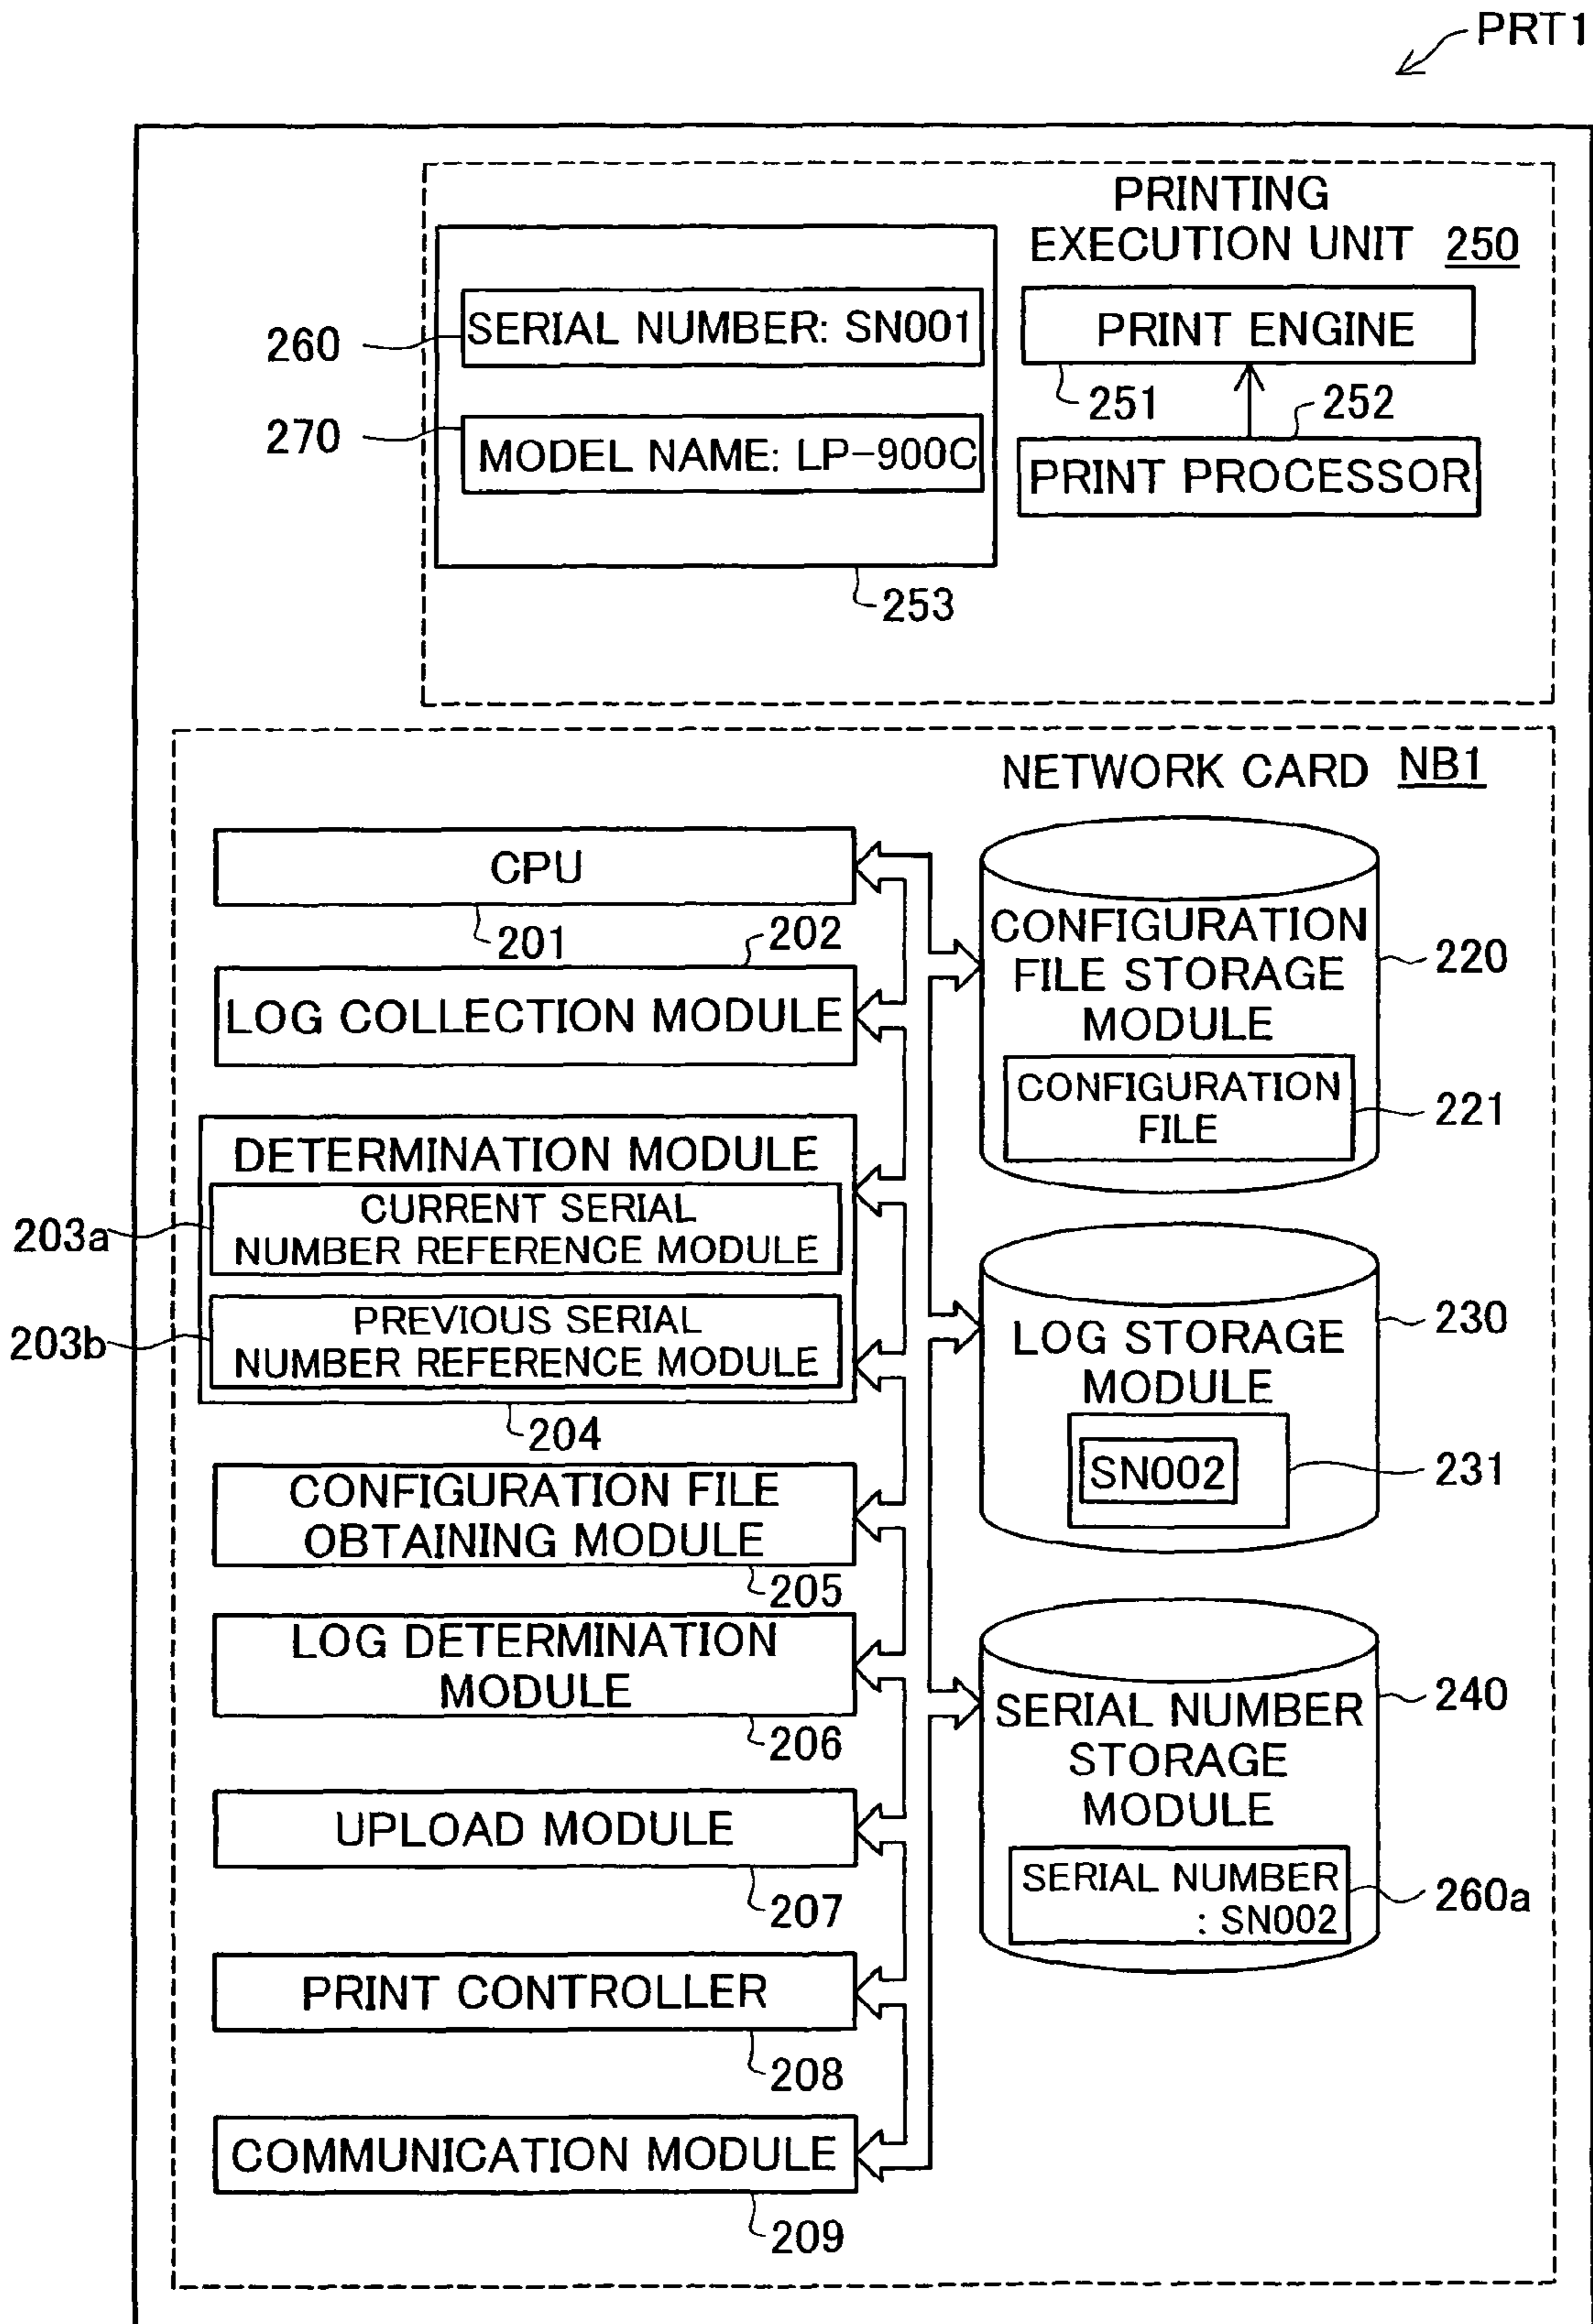 PRT1
PRINTING
EXECUTION UNIT 250
260
SERIAL NUMBER: SN001
PRINT ENGINE
251
252
270
MODEL NAME: LP-900C
PRINT PROCESSOR
253
NETWORK CARD NB1
CPU
201
202
LOG COLLECTION MODULE
DETERMINATION MODULE
203a
CURRENT SERIAL
NUMBER REFERENCE MODULE
203b
PREVIOUS SERIAL
NUMBER REFERENCE MODULE
204
CONFIGURATION FILE
OBTAINING MODULE
205
LOG DETERMINATION
MODULE
206
UPLOAD MODULE
207
PRINT CONTROLLER
208
COMMUNICATION MODULE
209
CONFIGURATION
FILE STORAGE
MODULE
220
CONFIGURATION
FILE
221
LOG STORAGE
MODULE
230
SN002
231
SERIAL NUMBER
STORAGE
MODULE
240
SERIAL NUMBER
: SN002
260a